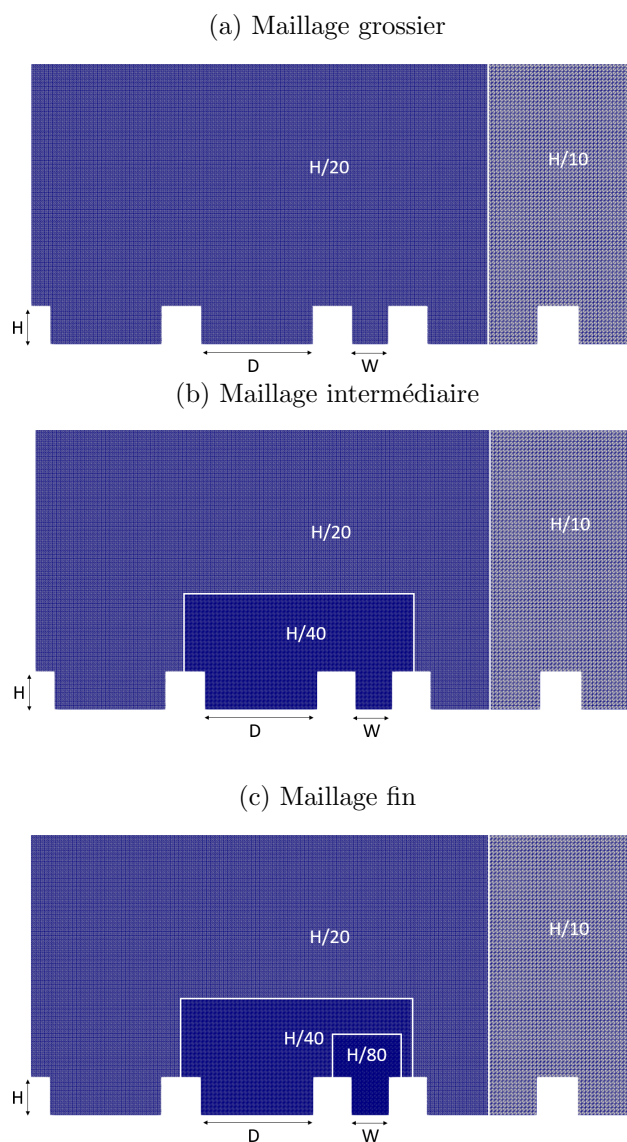 (a) Maillage grossier
H/20
H/10
H
D
W
(b) Maillage intermédiaire
H/20
H/10
H/40
H
D
W
(c) Maillage fin
H/20
H/10
H/40
H/80
H
D
W